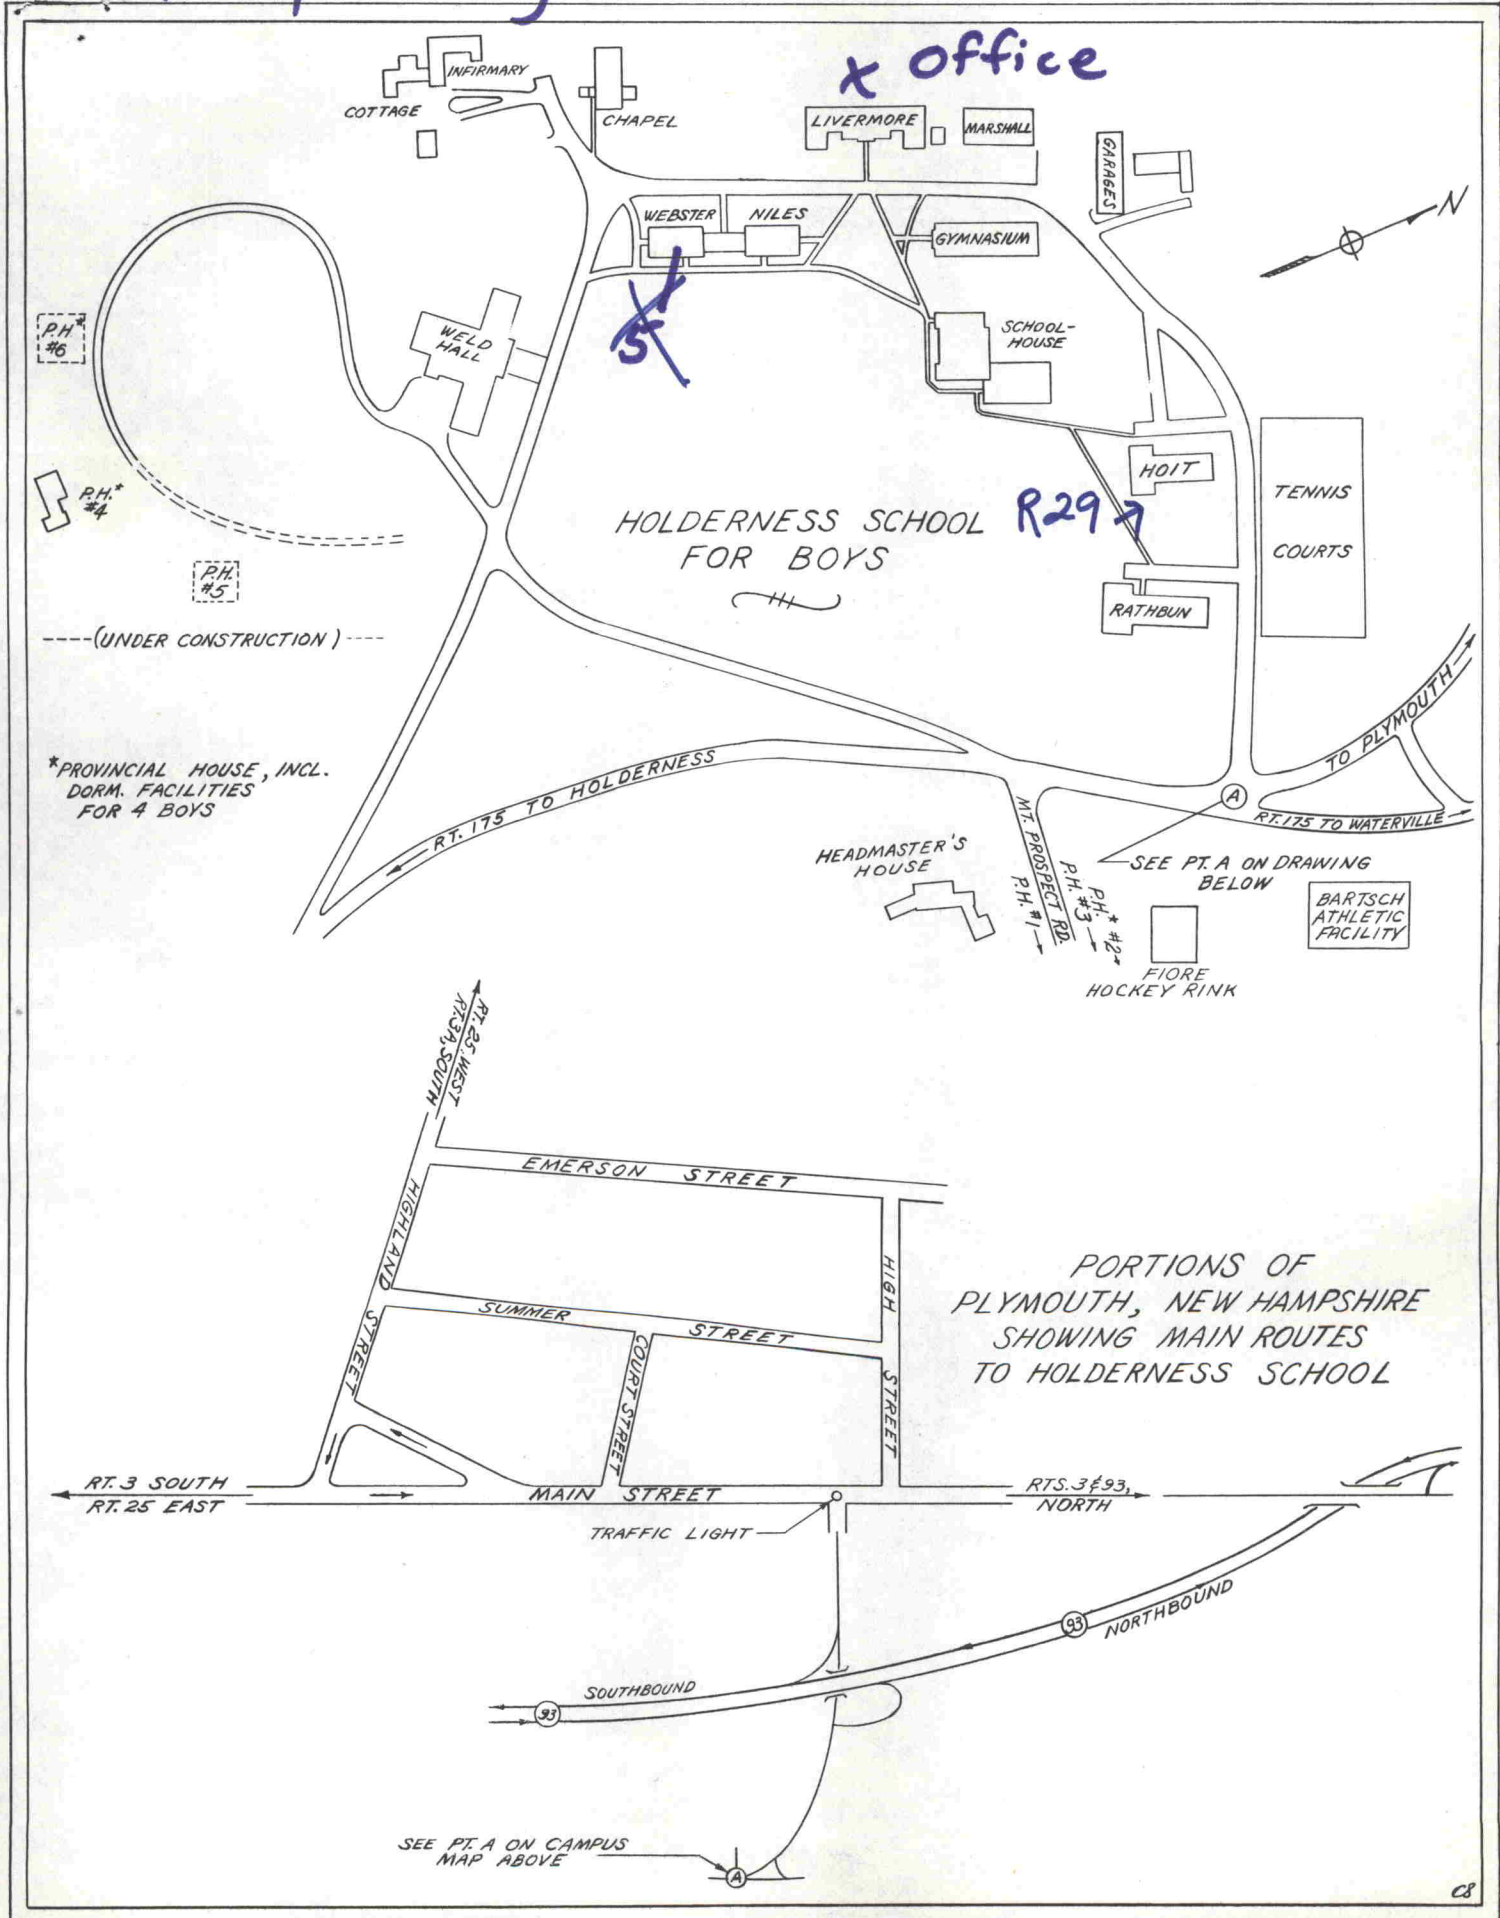 x office
INFIRMARY
COTTAGE
CHAPEL
LIVERMORE
MARSHALL
GARAGES
N
WEBSTER
NILES
GYMNASIUM
P.H.*
#6
WELD
HALL
5
SCHOOL-
HOUSE
P.H.*
#4
HOIT
R29
TENNIS
COURTS
HOLDERNESS SCHOOL
FOR BOYS
P.H.
#5
RATHBUN
----(UNDER CONSTRUCTION)----
*PROVINCIAL HOUSE, INCL.
DORM. FACILITIES
FOR 4 BOYS
RT. 175 TO HOLDERNESS
TO PLYMOUTH
A
RT. 175 TO WATERVILLE
HEADMASTER'S
HOUSE
MT. PROSPECT RD.
P.H. #1
P.H. #3
P.H.* #2
SEE PT. A ON DRAWING
BELOW
BARTSCH
ATHLETIC
FACILITY
FIORE
HOCKEY RINK
RT. 25, WEST
RT. 3A, SOUTH
EMERSON STREET
HIGHLAND STREET
HIGH STREET
SUMMER STREET
COURT STREET
PORTIONS OF
PLYMOUTH, NEW HAMPSHIRE
SHOWING MAIN ROUTES
TO HOLDERNESS SCHOOL
RT. 3 SOUTH
RT. 25 EAST
MAIN STREET
RTS. 3 & 93,
NORTH
TRAFFIC LIGHT
93
NORTHBOUND
SOUTHBOUND
93
SEE PT. A ON CAMPUS
MAP ABOVE
A